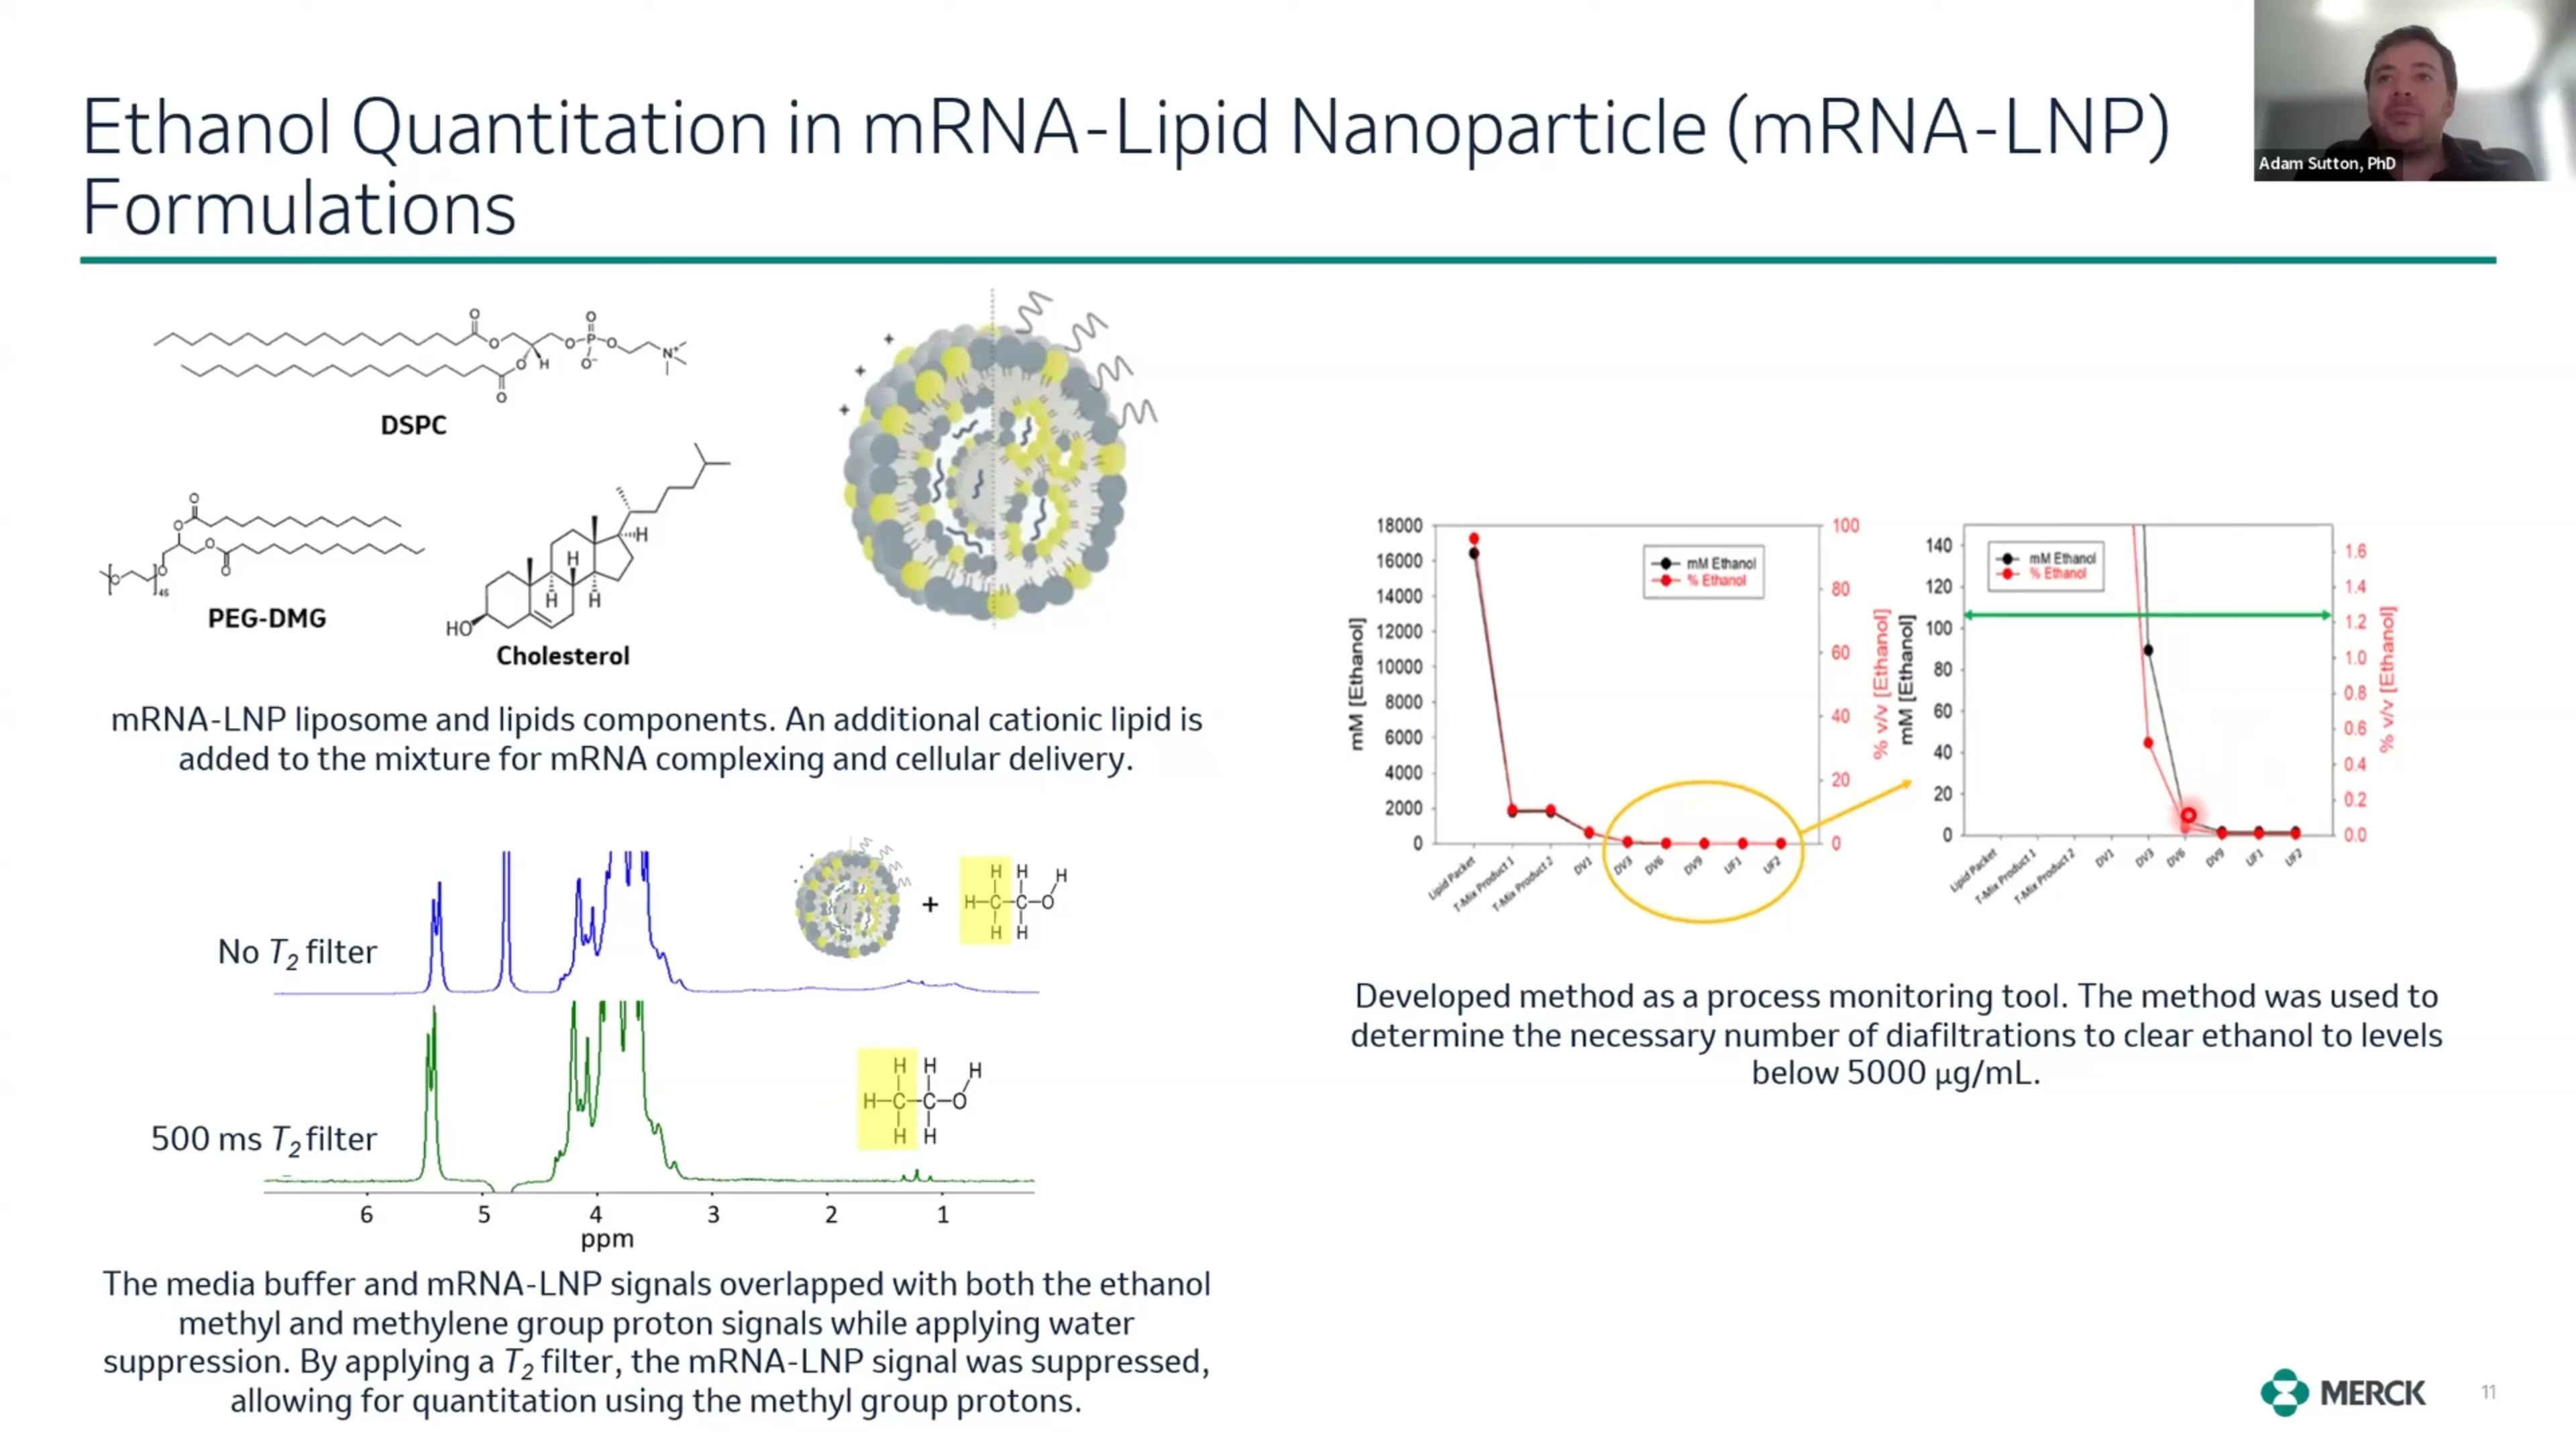 Ethanol Quantitation in mRNA-Lipid Nanoparticle (mRNA-LNP)
Formulations
Adam Sutton, PhD
O
O
O
O
P
O
O⁻
N⁺
O
H
O
DSPC
O
O
O
O
O
O
45
PEG-DMG
H
H
H
H
HO
Cholesterol
mRNA-LNP liposome and lipids components. An additional cationic lipid is
added to the mixture for mRNA complexing and cellular delivery.
No T₂ filter
+
H H H
H-C-C-O
H H
500 ms T₂ filter
H H H
H-C-C-O
H H
6 5 4 3 2 1
ppm
The media buffer and mRNA-LNP signals overlapped with both the ethanol
methyl and methylene group proton signals while applying water
suppression. By applying a T₂ filter, the mRNA-LNP signal was suppressed,
allowing for quantitation using the methyl group protons.
mM [Ethanol]
18000
16000
14000
12000
10000
8000
6000
4000
2000
0
mM Ethanol
% Ethanol
100
80
60
40
20
0
% v/v [Ethanol]
Lipid Packet
T-Mix Product 1
T-Mix Product 2
DV1
DV3
DV6
DV9
UF1
UF2
mM [Ethanol]
140
120
100
80
60
40
20
0
mM Ethanol
% Ethanol
1.6
1.4
1.2
1.0
0.8
0.6
0.4
0.2
0.0
% v/v [Ethanol]
Lipid Packet
T-Mix Product 1
T-Mix Product 2
DV1
DV3
DV6
DV9
UF1
UF2
Developed method as a process monitoring tool. The method was used to
determine the necessary number of diafiltrations to clear ethanol to levels
below 5000 µg/mL.
MERCK
11